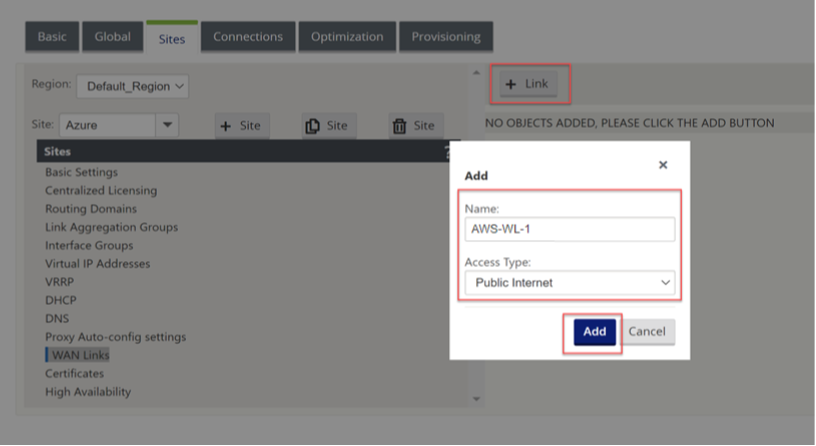 Basic Global Sites Connections Optimization Provisioning
Region: Default_Region
+ Link
Site: Azure + Site Site Site
NO OBJECTS ADDED, PLEASE CLICK THE ADD BUTTON
Sites ?
Basic Settings
Centralized Licensing
Routing Domains
Link Aggregation Groups
Interface Groups
Virtual IP Addresses
VRRP
DHCP
DNS
Proxy Auto-config settings
WAN Links
Certificates
High Availability
Add ×
Name:
AWS-WL-1
Access Type:
Public Internet
Add Cancel